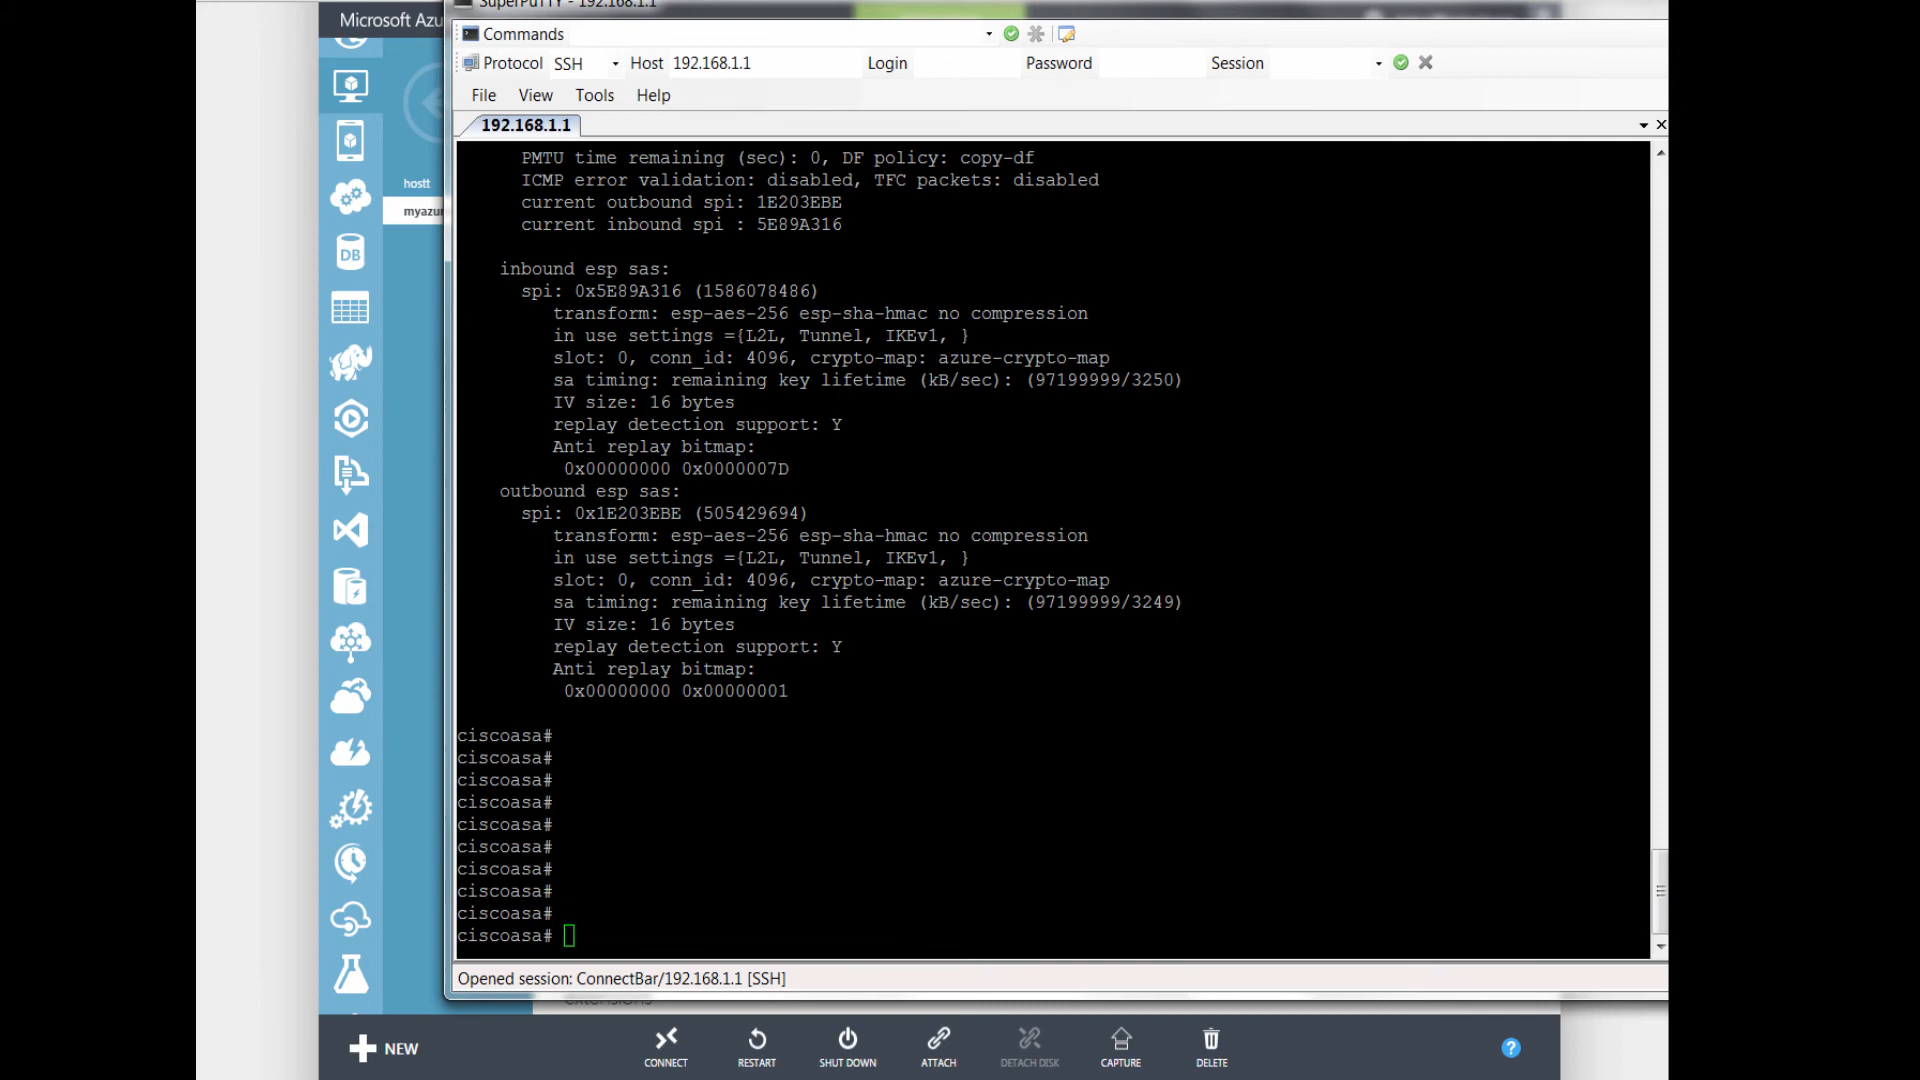 Microsoft Azu
SuperPuTTY - 192.168.1.1
Commands
Protocol SSH Host 192.168.1.1 Login Password Session
File View Tools Help
192.168.1.1
hostt
myazur
DB
PMTU time remaining (sec): 0, DF policy: copy-df
ICMP error validation: disabled, TFC packets: disabled
current outbound spi: 1E203EBE
current inbound spi : 5E89A316
inbound esp sas:
spi: 0x5E89A316 (1586078486)
transform: esp-aes-256 esp-sha-hmac no compression
in use settings ={L2L, Tunnel, IKEv1, }
slot: 0, conn_id: 4096, crypto-map: azure-crypto-map
sa timing: remaining key lifetime (kB/sec): (97199999/3250)
IV size: 16 bytes
replay detection support: Y
Anti replay bitmap:
0x00000000 0x0000007D
outbound esp sas:
spi: 0x1E203EBE (505429694)
transform: esp-aes-256 esp-sha-hmac no compression
in use settings ={L2L, Tunnel, IKEv1, }
slot: 0, conn_id: 4096, crypto-map: azure-crypto-map
sa timing: remaining key lifetime (kB/sec): (97199999/3249)
IV size: 16 bytes
replay detection support: Y
Anti replay bitmap:
0x00000000 0x00000001
ciscoasa#
ciscoasa#
ciscoasa#
ciscoasa#
ciscoasa#
ciscoasa#
ciscoasa#
ciscoasa#
ciscoasa#
ciscoasa#
Opened session: ConnectBar/192.168.1.1 [SSH]
extensions
NEW
CONNECT RESTART SHUT DOWN ATTACH DETACH DISK CAPTURE DELETE
?